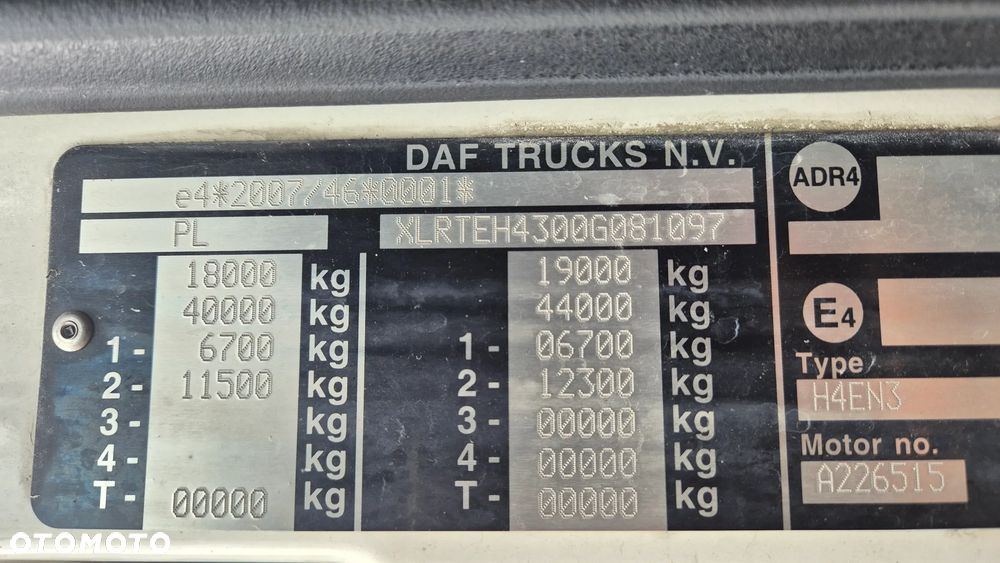 DAF TRUCKS N.V.
e4*2007/46*0001*
PL XLRTEH4300G081097
18000 kg 19000 kg
40000 kg 44000 kg
1- 6700 kg 1- 06700 kg
2- 11500 kg 2- 12300 kg
3- kg 3- 00000 kg
4- kg 4- 00000 kg
T- 00000 kg T- 00000 kg
ADR4
E4
Type
H4EN3
Motor no.
A226515
OTOMOTO